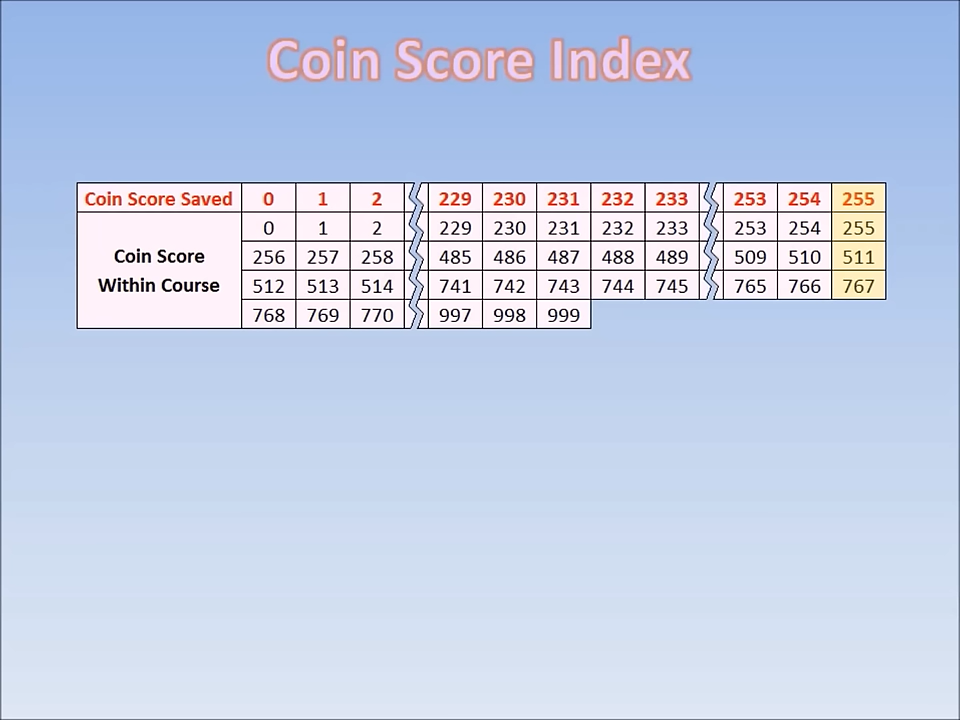 Coin Score Index
Coin Score Saved 0 1 2 229 230 231 232 233 253 254 255
0 1 2 229 230 231 232 233 253 254 255
Coin Score 256 257 258 485 486 487 488 489 509 510 511
Within Course 512 513 514 741 742 743 744 745 765 766 767
768 769 770 997 998 999